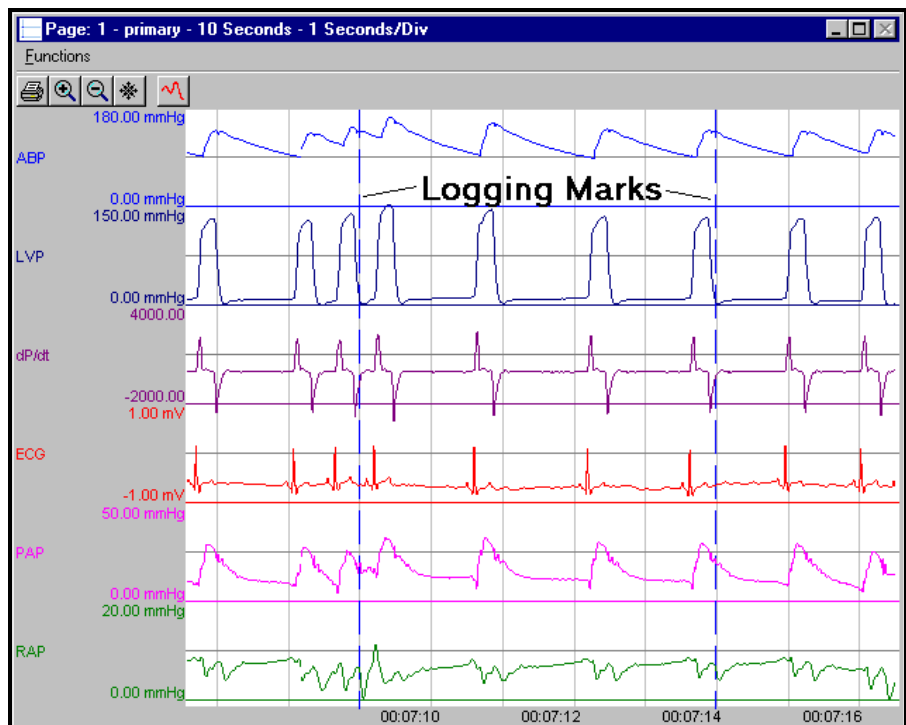 Page: 1 - primary - 10 Seconds - 1 Seconds/Div
Functions
180.00 mmHg
ABP
0.00 mmHg
Logging Marks
150.00 mmHg
LVP
0.00 mmHg
4000.00
dP/dt
-2000.00
1.00 mV
ECG
-1.00 mV
50.00 mmHg
PAP
0.00 mmHg
20.00 mmHg
RAP
0.00 mmHg
00:07:10 00:07:12 00:07:14 00:07:16